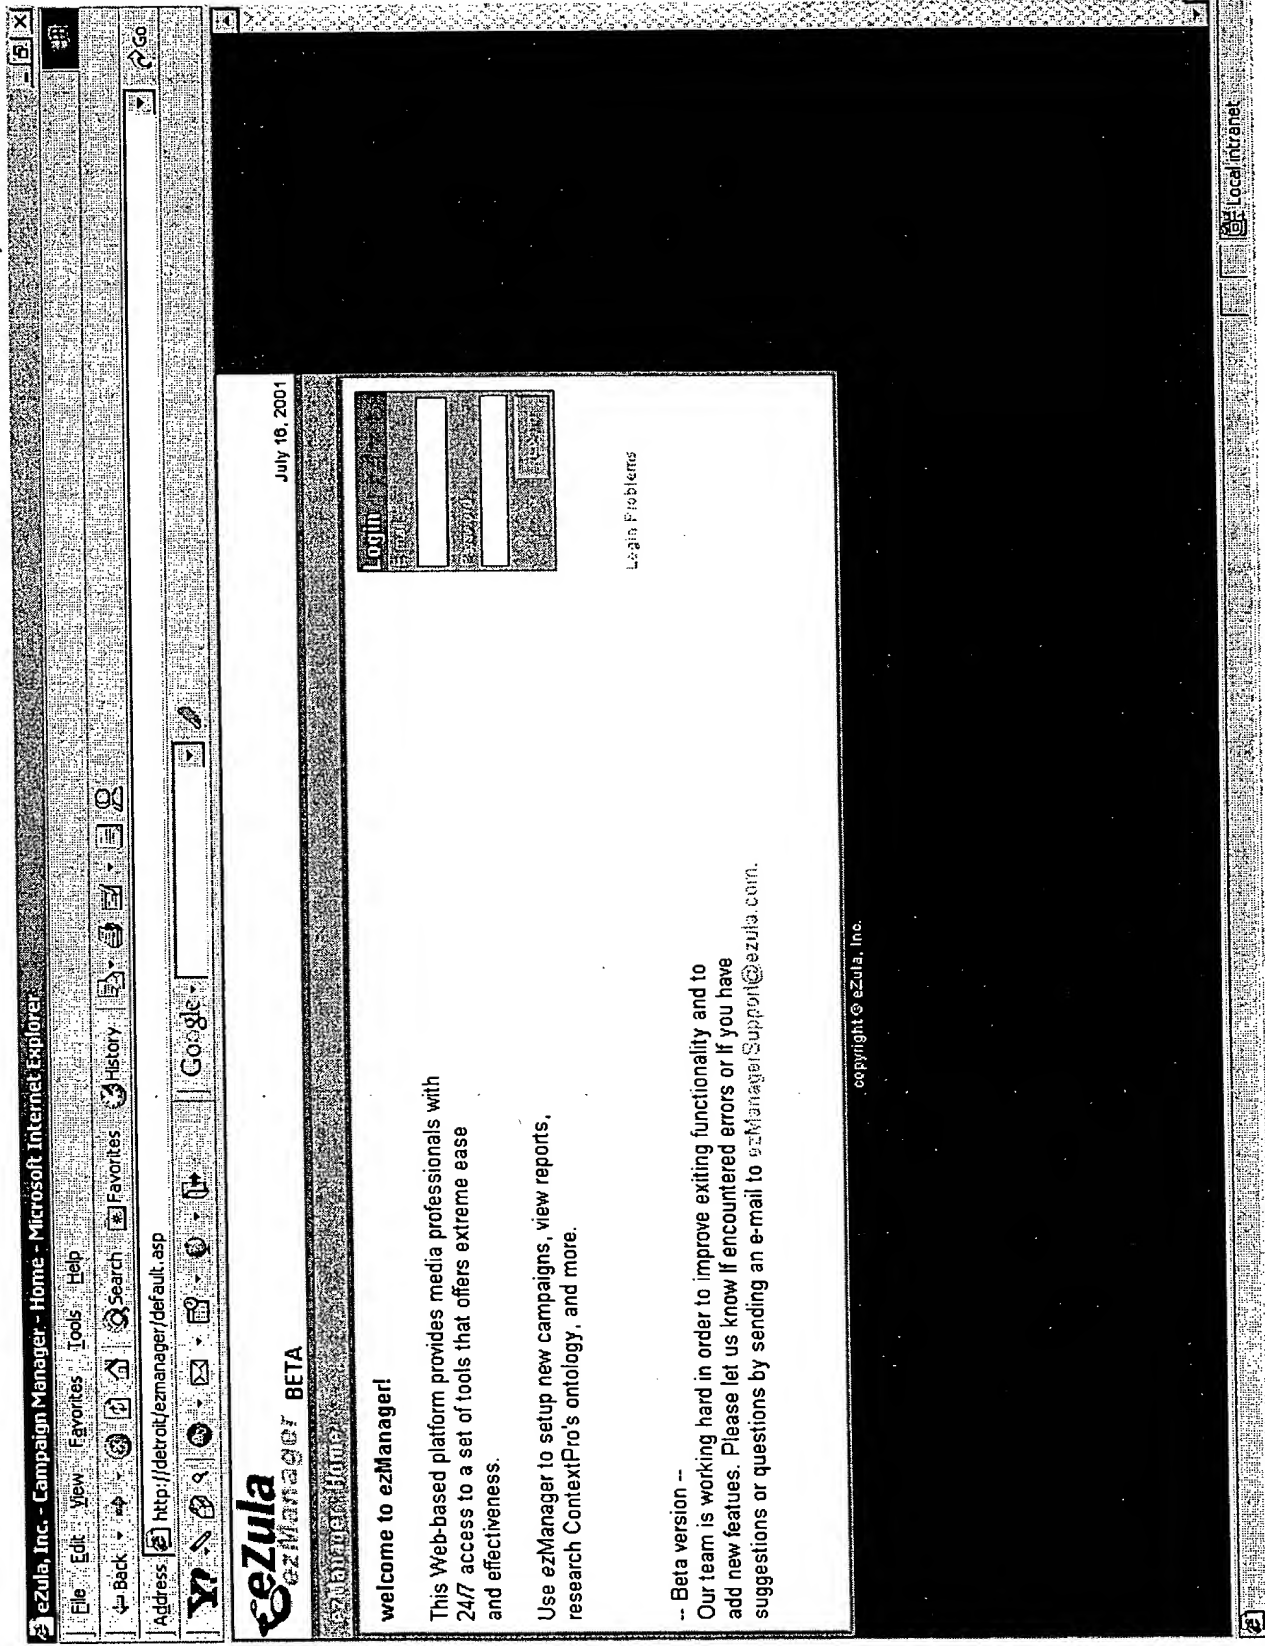 eZula, Inc. - Campaign Manager - Home - Microsoft Internet Explorer
File Edit View Favorites Tools Help
Back Search Favorites History
Address http://detroit/ezmanager/default.asp Go
Y! Google
eZula
ezManager BETA
July 16, 2001
ezManager Home
welcome to ezManager!
Login
Email
This Web-based platform provides media professionals with
24/7 access to a set of tools that offers extreme ease
and effectiveness.
Use ezManager to setup new campaigns, view reports,
research ContextPro's ontology, and more.
Login Problems
-- Beta version --
Our team is working hard in order to improve exiting functionality and to
add new featues. Please let us know If encountered errors or If you have
suggestions or questions by sending an e-mail to ezManagerSupport@ezula.com.
copyright © eZula, Inc.
Local intranet